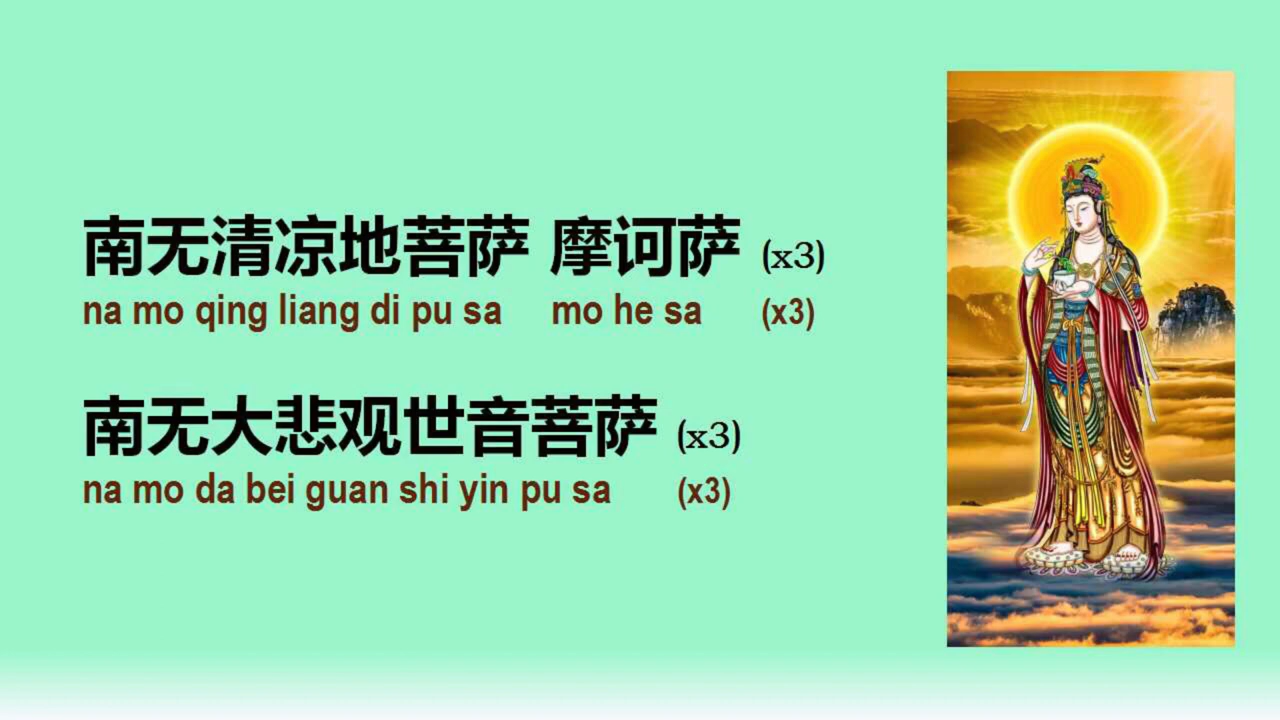 南无清凉地菩萨 摩诃萨 (x3)
na mo qing liang di pu sa mo he sa (x3)
南无大悲观世音菩萨 (x3)
na mo da bei guan shi yin pu sa (x3)